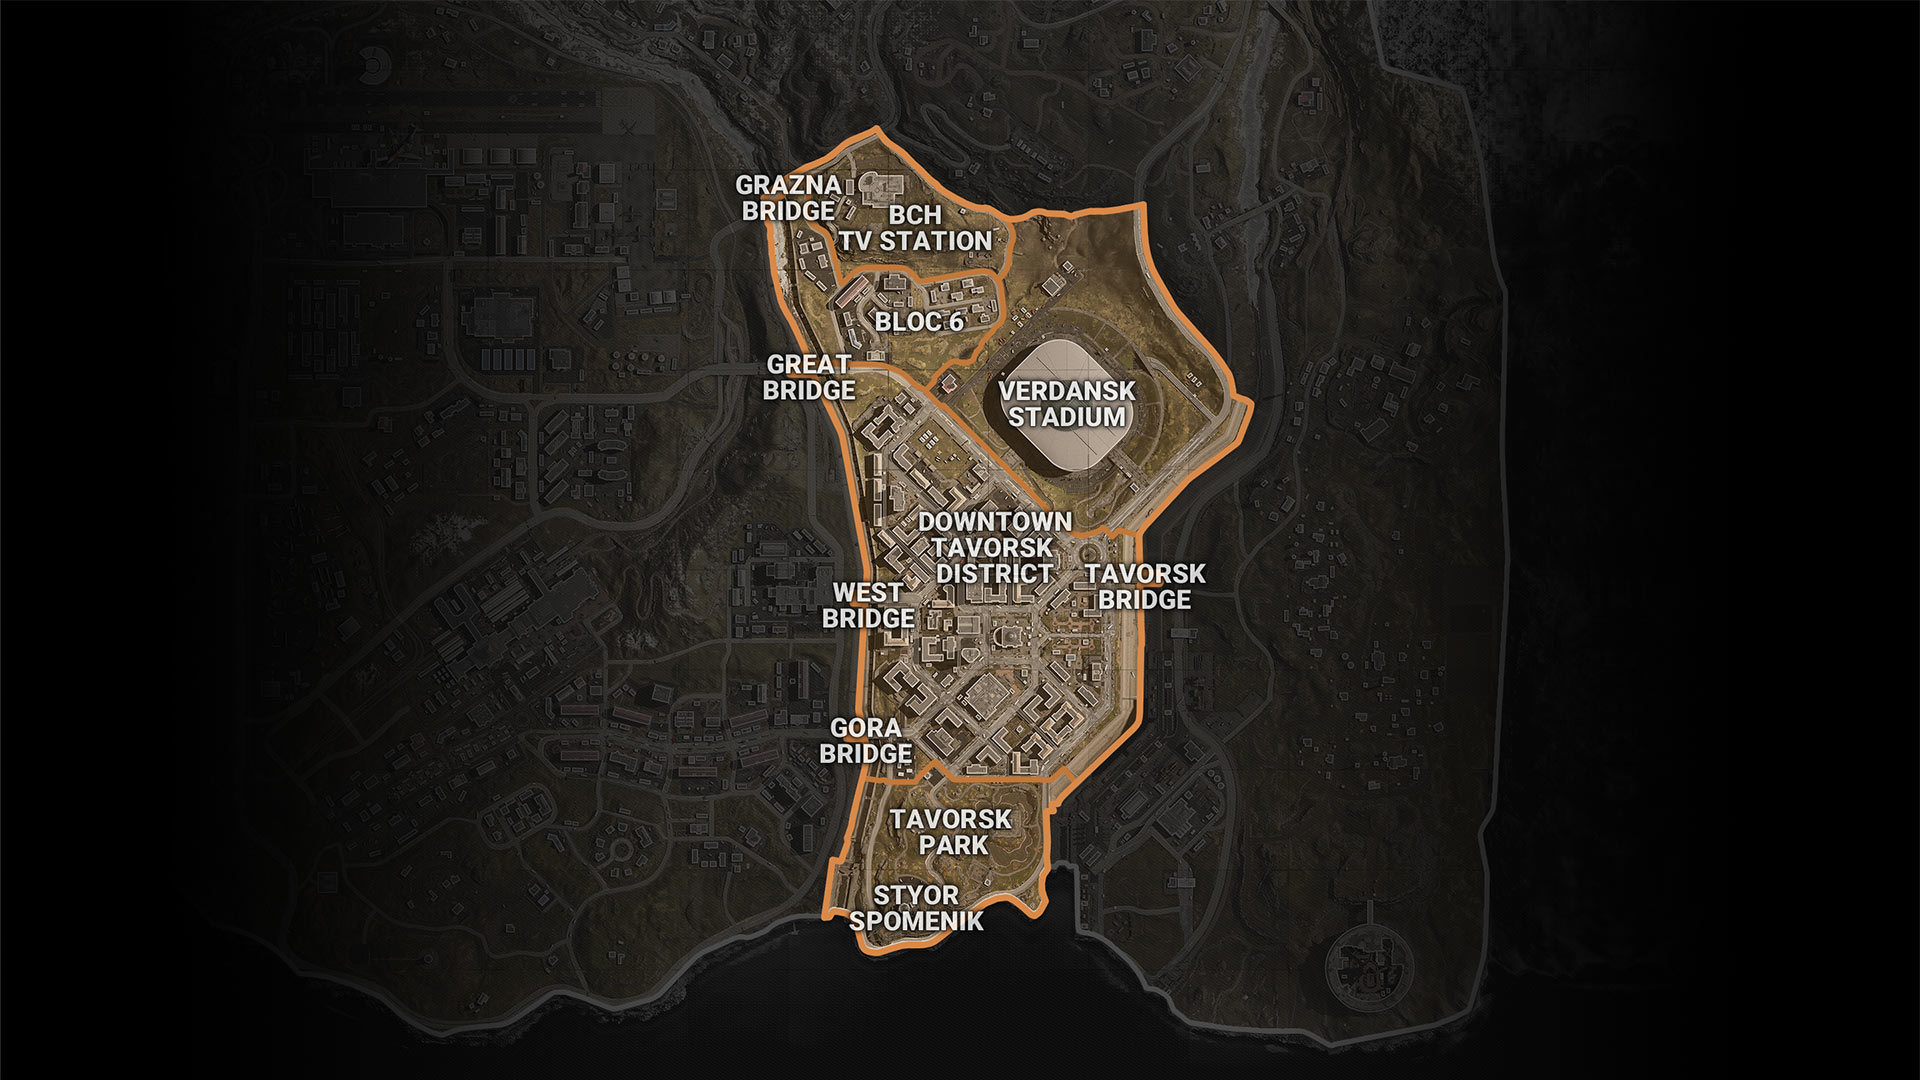 GRAZNA
BRIDGE
BCH
TV STATION
BLOC 6
GREAT
BRIDGE
VERDANSK
STADIUM
DOWNTOWN
TAVORSK
DISTRICT
TAVORSK
BRIDGE
WEST
BRIDGE
GORA
BRIDGE
TAVORSK
PARK
STYOR
SPOMENIK